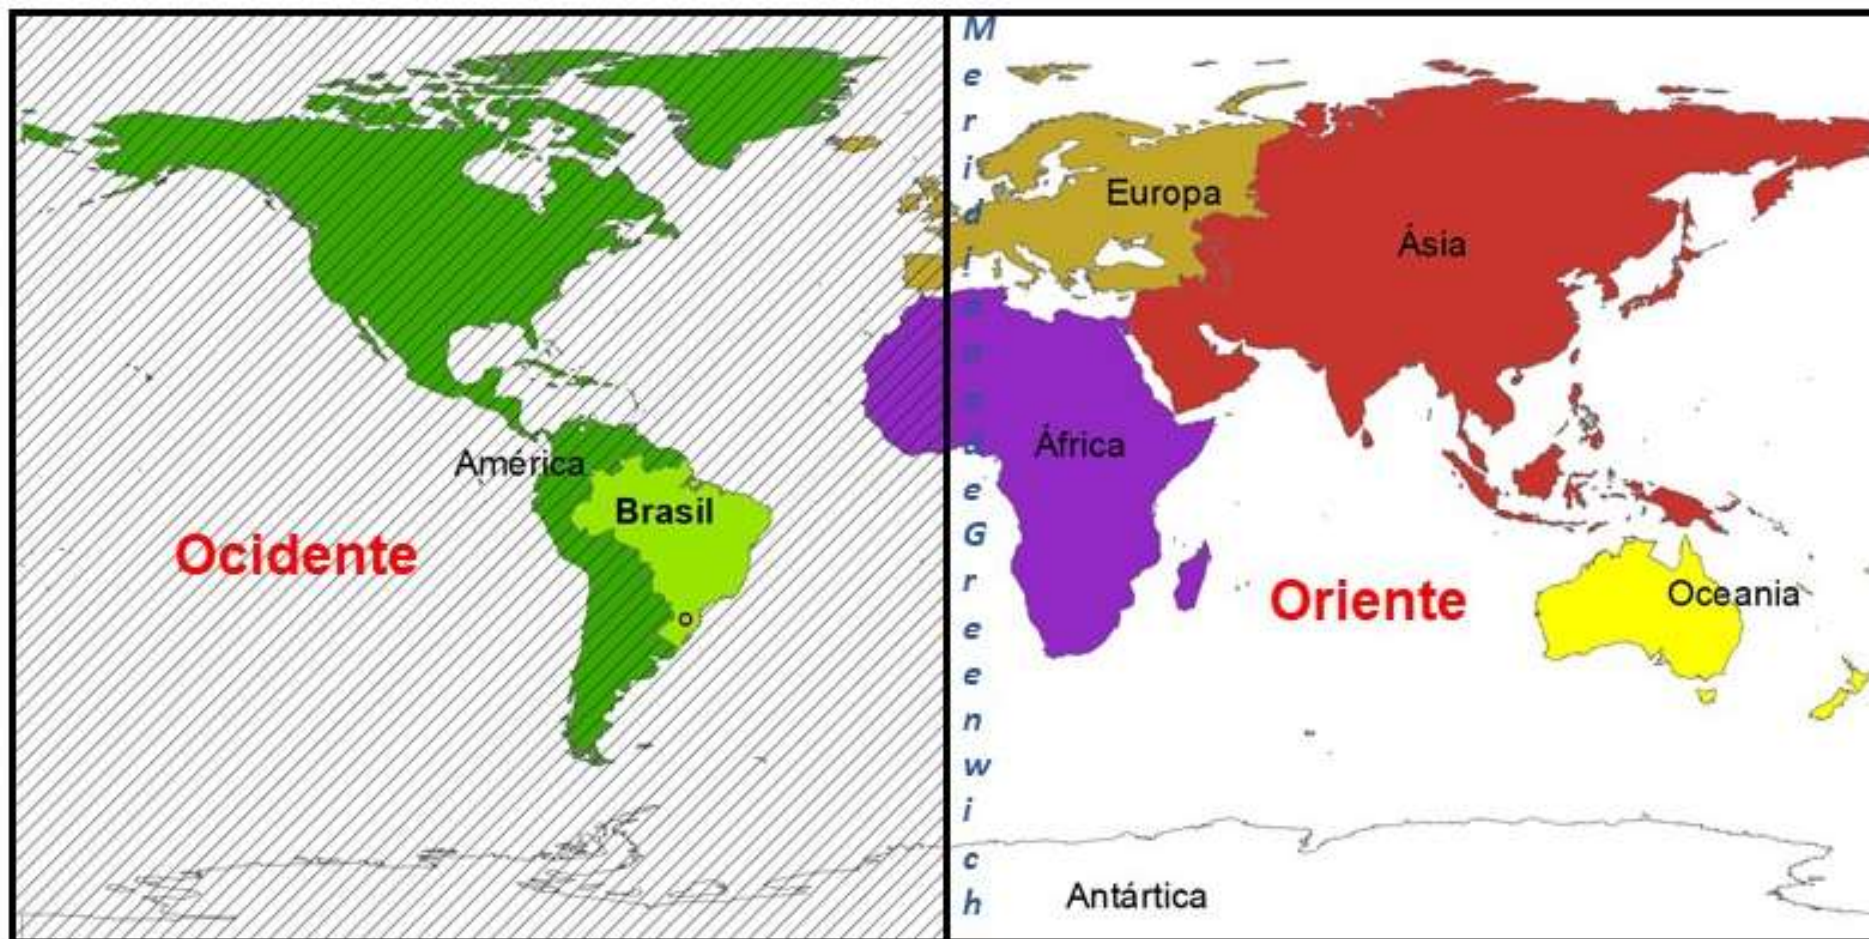 Meridiano de Greenwich
Europa
Ásia
África
América
Brasil
Ocidente
Oriente
Oceania
Antártica